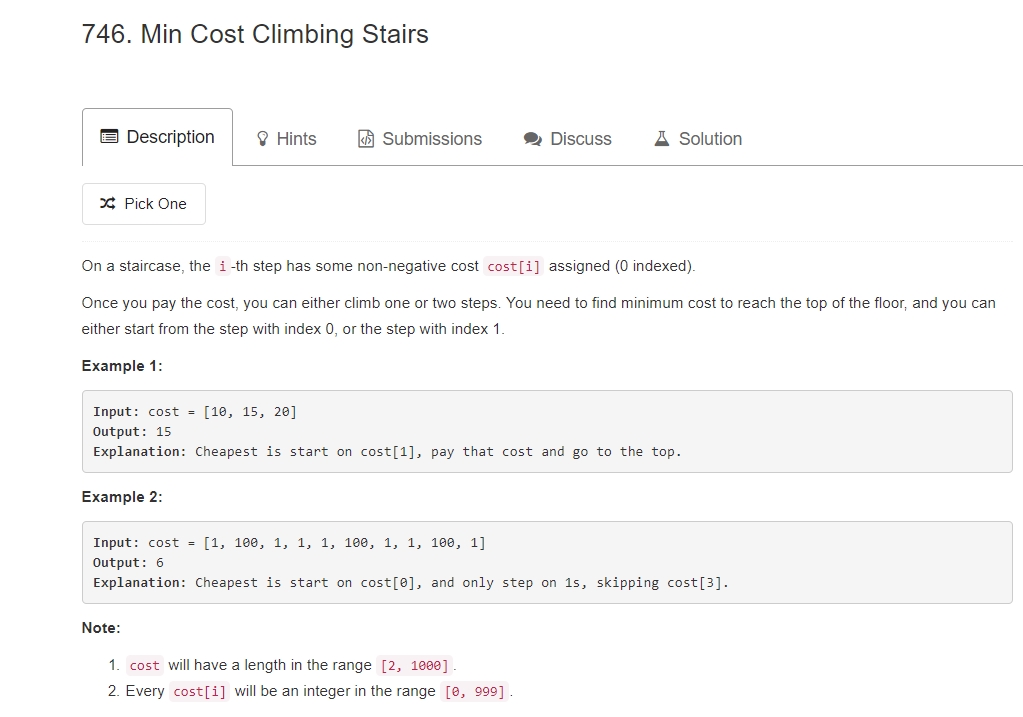 746. Min Cost Climbing Stairs
Description
Hints
Submissions
Discuss
Solution
Pick One
On a staircase, the i -th step has some non-negative cost cost[i] assigned (0 indexed).
Once you pay the cost, you can either climb one or two steps. You need to find minimum cost to reach the top of the floor, and you can
either start from the step with index 0, or the step with index 1.
Example 1:
Input: cost = [10, 15, 20]
Output: 15
Explanation: Cheapest is start on cost[1], pay that cost and go to the top.
Example 2:
Input: cost = [1, 100, 1, 1, 1, 100, 1, 1, 100, 1]
Output: 6
Explanation: Cheapest is start on cost[0], and only step on 1s, skipping cost[3].
Note:
1. cost will have a length in the range [2, 1000] .
2. Every cost[i] will be an integer in the range [0, 999] .